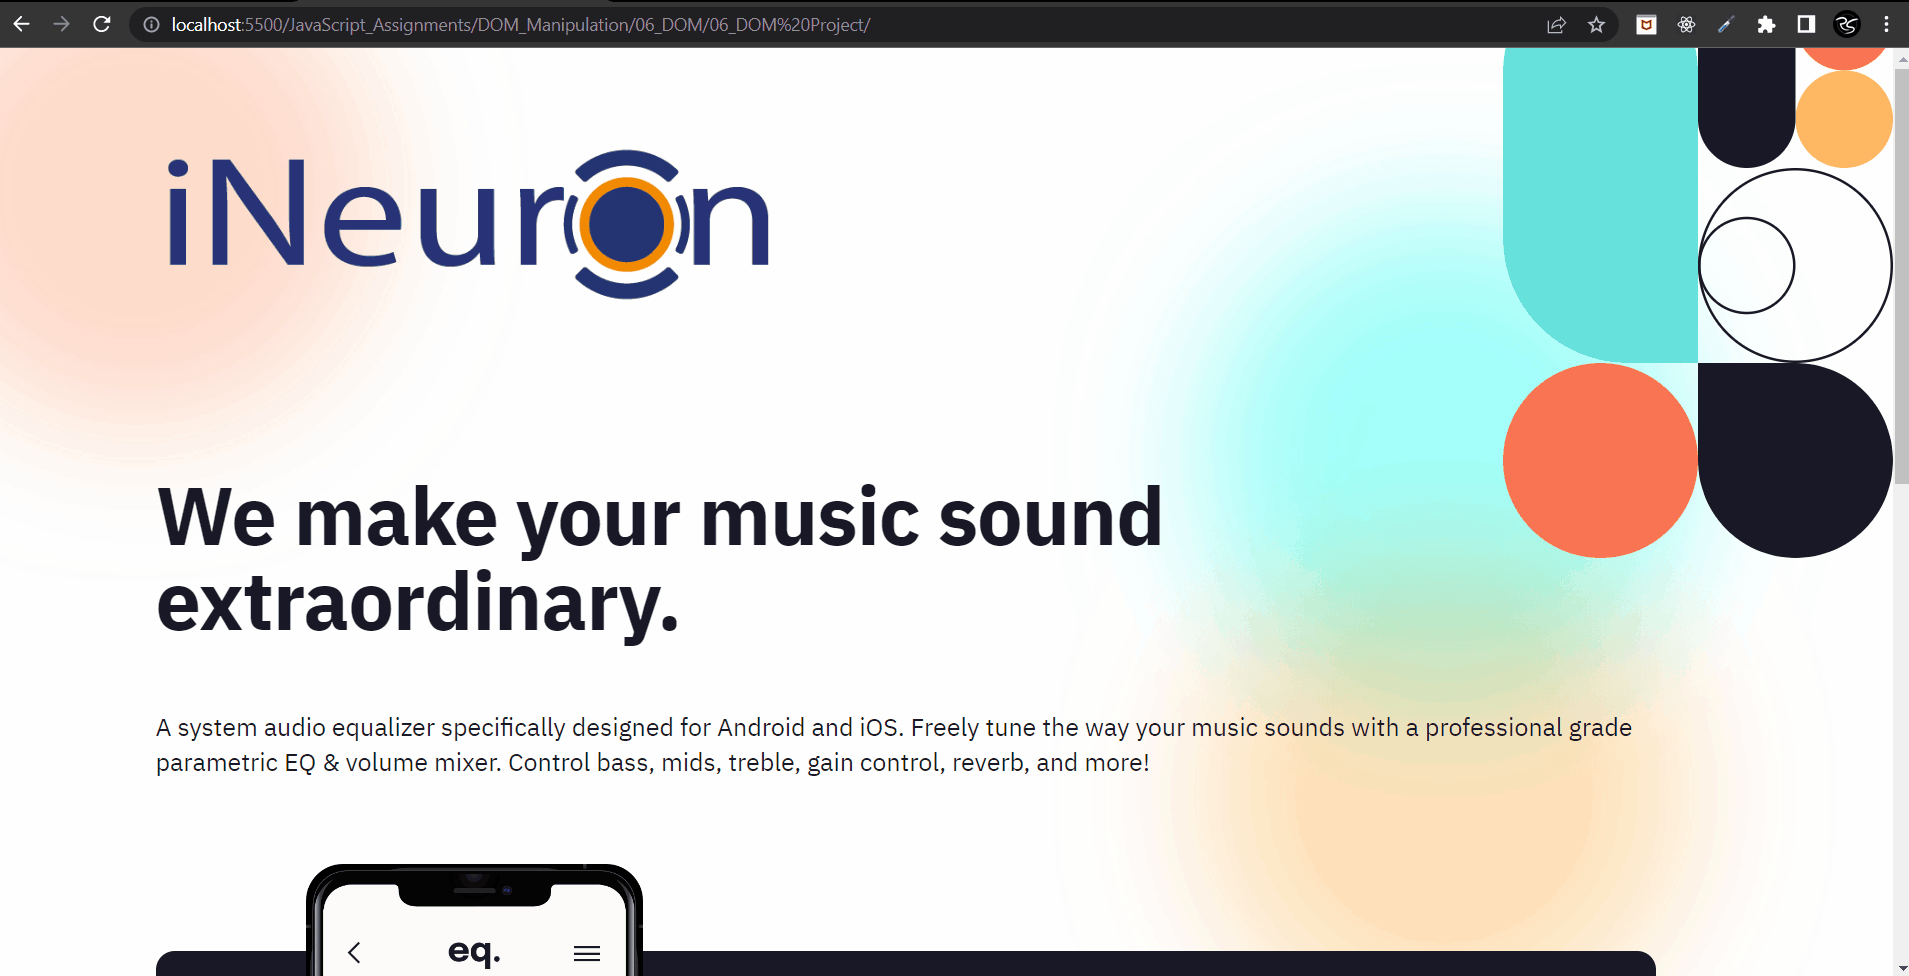 localhost:5500/JavaScript_Assignments/DOM_Manipulation/06_DOM/06_DOM%20Project/
iNeuron
We make your music sound
extraordinary.
A system audio equalizer specifically designed for Android and iOS. Freely tune the way your music sounds with a professional grade
parametric EQ & volume mixer. Control bass, mids, treble, gain control, reverb, and more!
eq.